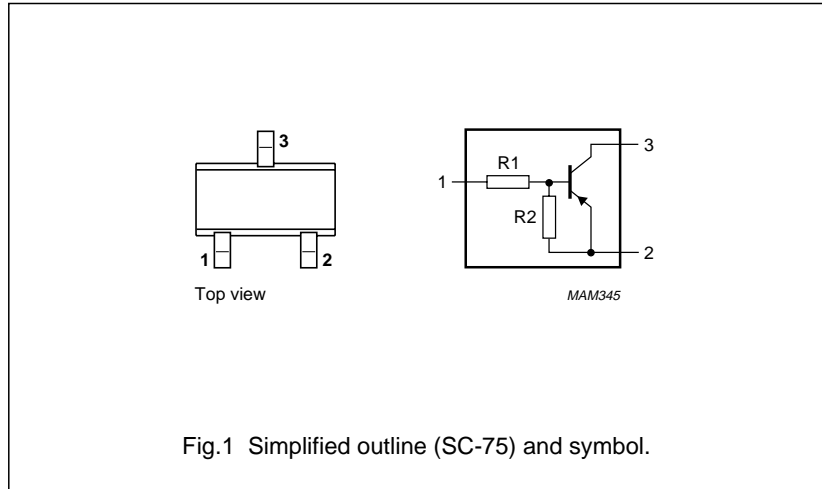 3
1
2
Top view
1
R1
R2
3
2
MAM345
Fig.1 Simplified outline (SC-75) and symbol.